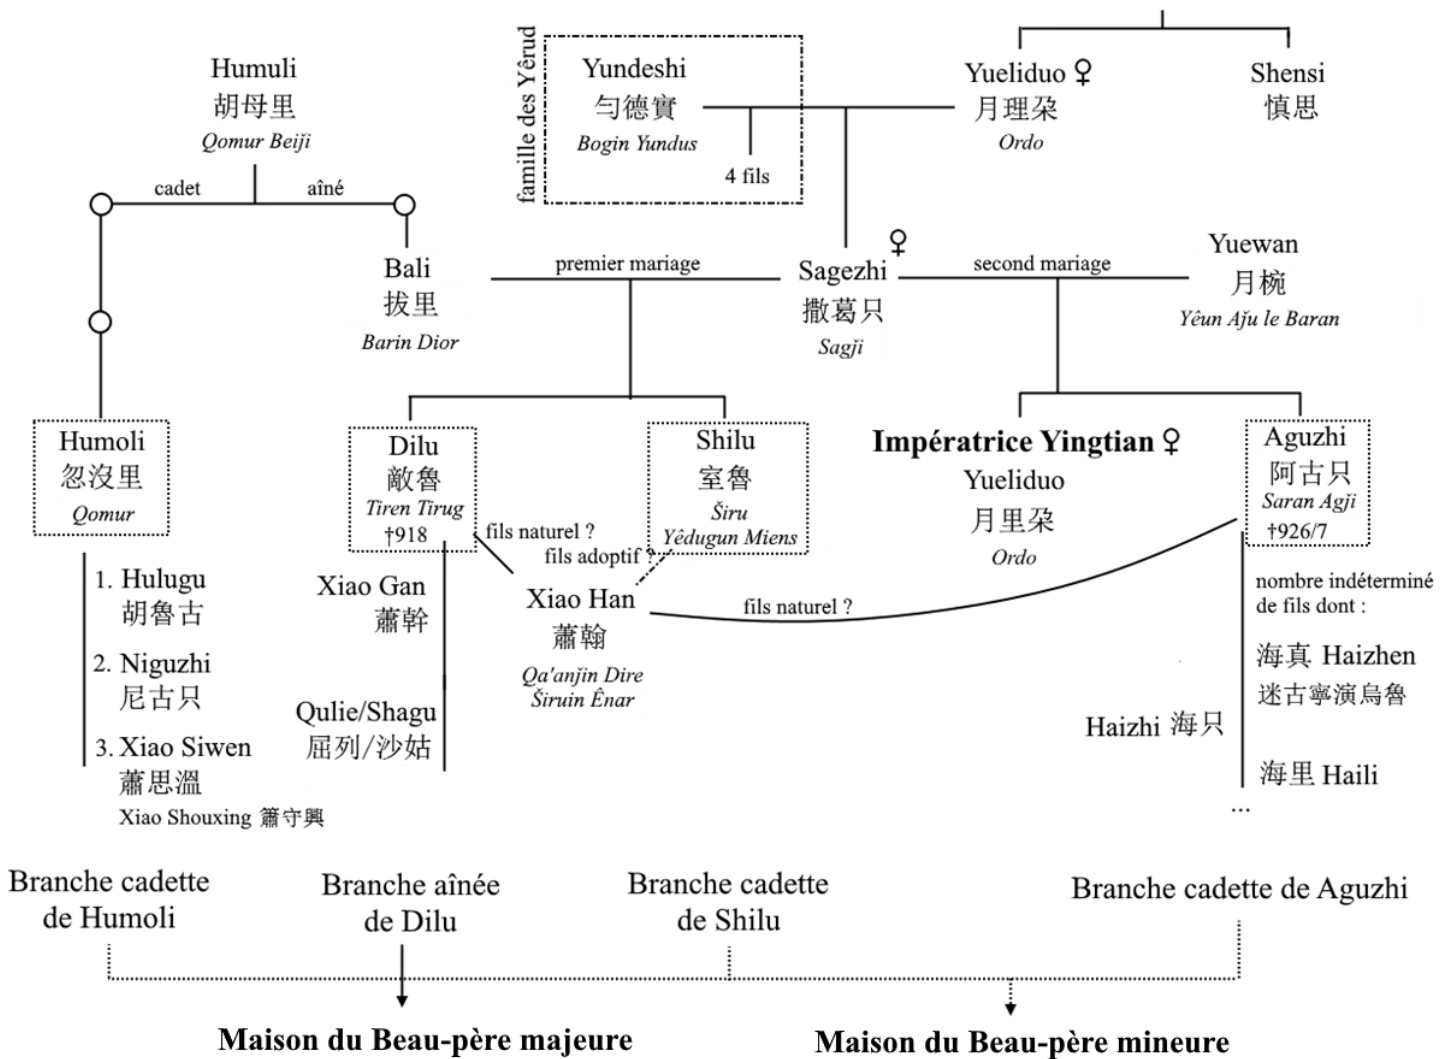 Humuli
胡母里
Qomur Beiǰi
cadet
aîné
famille des Yêrud
Yundeshi
勻德實
Bogin Yundus
4 fils
Yueliduo ♀
月理朵
Ordo
Shensi
慎思
Bali
拔里
Barin Dior
premier mariage
♀
Sagezhi
撒葛只
Sagǰi
second mariage
Yuewan
月椀
Yêun Aǰu le Baran
Humoli
忽沒里
Qomur
Dilu
敵魯
Tiren Tirug
†918
Shilu
室魯
Širu
Yêdugun Miens
Impératrice Yingtian ♀
Yueliduo
月里朶
Ordo
Aguzhi
阿古只
Saran Agǰi
†926/7
fils naturel ?
fils adoptif ?
fils naturel ?
1. Hulugu
胡魯古
2. Niguzhi
尼古只
3. Xiao Siwen
蕭思溫
Xiao Shouxing 簫守興
Xiao Gan
蕭幹
Qulie/Shagu
屈列/沙姑
Xiao Han
蕭翰
Qa'anǰin Dire
Širuin Ênar
nombre indéterminé
de fils dont :
海真 Haizhen
迷古寧演烏魯
Haizhi 海只
海里 Haili
...
Branche cadette
de Humoli
Branche aînée
de Dilu
Branche cadette
de Shilu
Branche cadette de Aguzhi
Maison du Beau-père majeure
Maison du Beau-père mineure